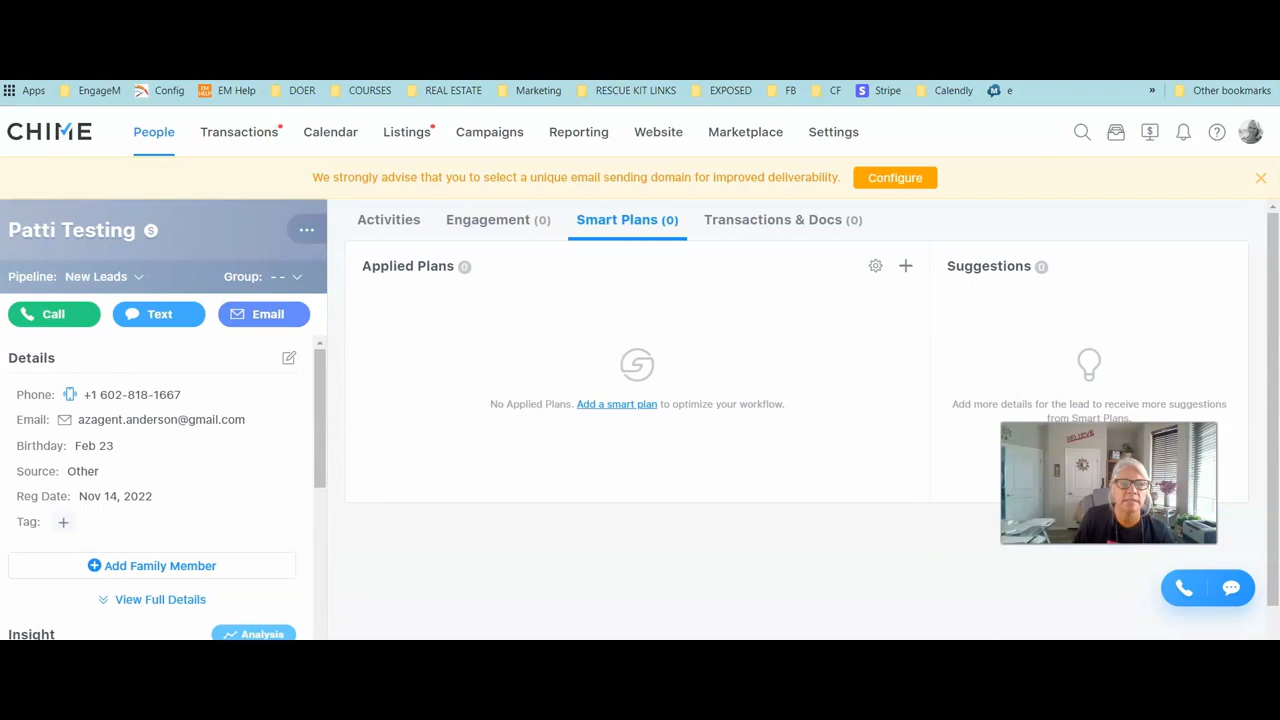 Apps EngageM Config EM Help DOER COURSES REAL ESTATE Marketing RESCUE KIT LINKS EXPOSED FB CF Stripe Calendly e » Other bookmarks
CHIME People Transactions Calendar Listings Campaigns Reporting Website Marketplace Settings
We strongly advise that you to select a unique email sending domain for improved deliverability. Configure
Patti Testing S ...
Activities Engagement (0) Smart Plans (0) Transactions & Docs (0)
Pipeline: New Leads Group: - -
Applied Plans 0
Suggestions 0
Call Text Email
Details
Phone: +1 602-818-1667
Email: azagent.anderson@gmail.com
Birthday: Feb 23
Source: Other
Reg Date: Nov 14, 2022
Tag: +
Add Family Member
View Full Details
Insight Analysis
No Applied Plans. Add a smart plan to optimize your workflow.
Add more details for the lead to receive more suggestions
from Smart Plans.
BELIEVE